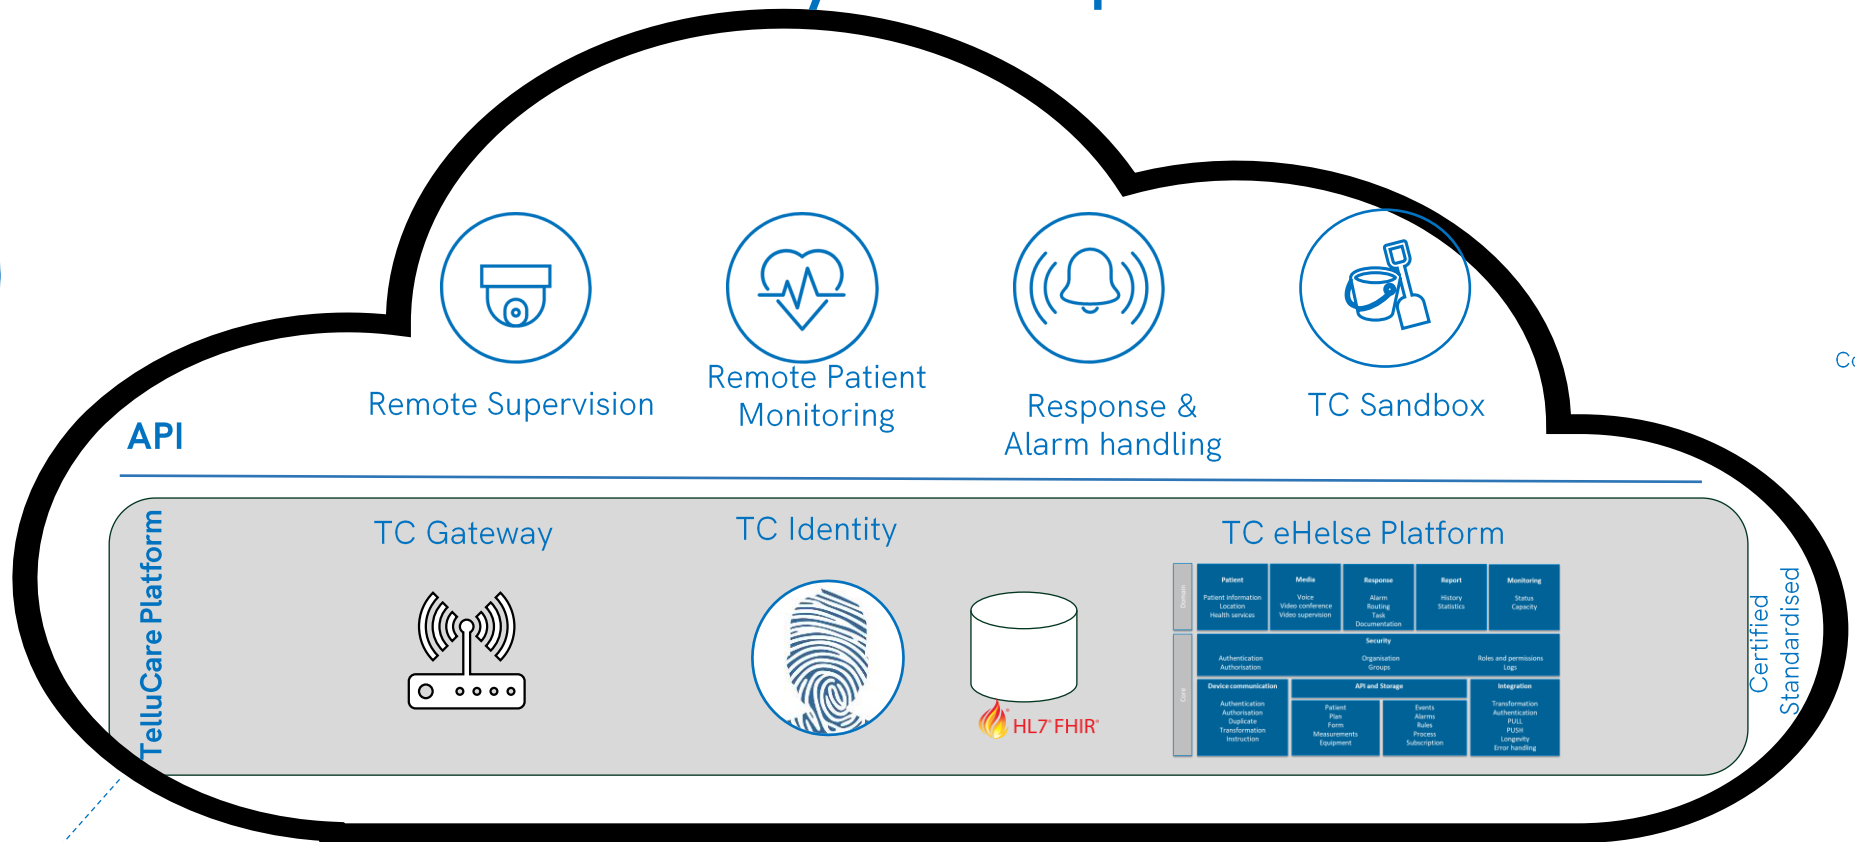 Remote Supervision
Remote Patient
Monitoring
Response &
Alarm handling
TC Sandbox
API
TelluCare Platform
TC Gateway
TC Identity
HL7® FHIR®
TC eHelse Platform
Domain
Patient
Patient information
Location
Health services
Media
Voice
Video conference
Video supervision
Response
Alarm
Routing
Task
Documentation
Report
History
Statistics
Monitoring
Status
Capacity
Core
Security
Authentication
Authorisation
Organisation
Groups
Roles and permissions
Logs
Device communication
Authentication
Authorisation
Duplicate
Transformation
Instruction
API and Storage
Patient
Plan
Form
Measurements
Equipment
Events
Alarms
Rules
Process
Subscription
Integration
Transformation
Authentication
PULL
PUSH
Longevity
Error handling
Certified
Standardised
Co